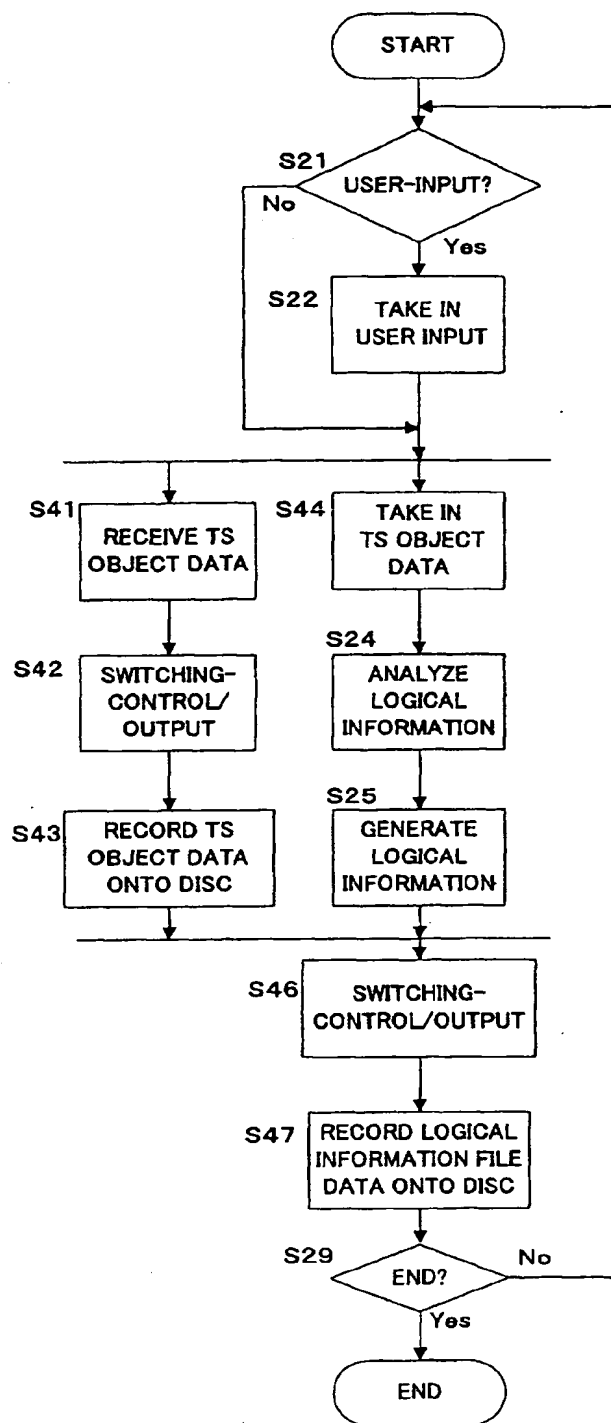 START
S21
USER-INPUT?
No
Yes
S22
TAKE IN
USER INPUT
S41
RECEIVE TS
OBJECT DATA
S44
TAKE IN
TS OBJECT
DATA
S42
SWITCHING-
CONTROL/
OUTPUT
S24
ANALYZE
LOGICAL
INFORMATION
S43
RECORD TS
OBJECT DATA
ONTO DISC
S25
GENERATE
LOGICAL
INFORMATION
S46
SWITCHING-
CONTROL/OUTPUT
S47
RECORD LOGICAL
INFORMATION FILE
DATA ONTO DISC
S29
END?
No
Yes
END